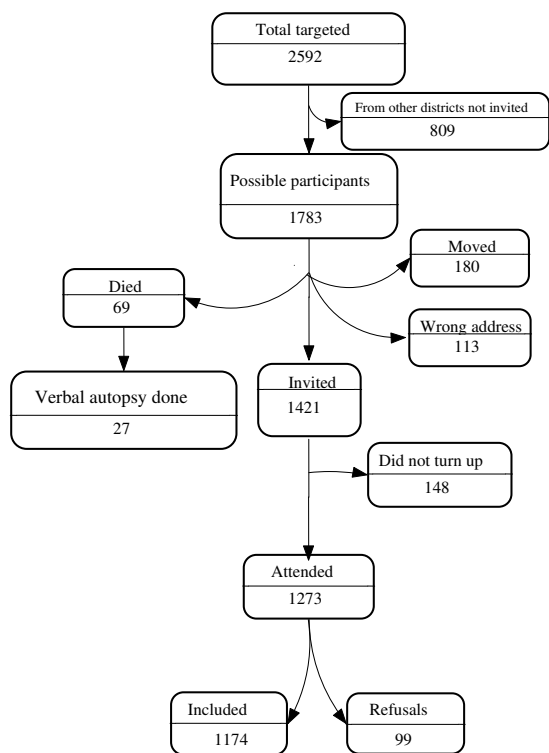 Total targeted
2592
From other districts not invited
809
Possible participants
1783
Moved
180
Died
69
Wrong address
113
Invited
1421
Verbal autopsy done
27
Did not turn up
148
Attended
1273
Included
1174
Refusals
99